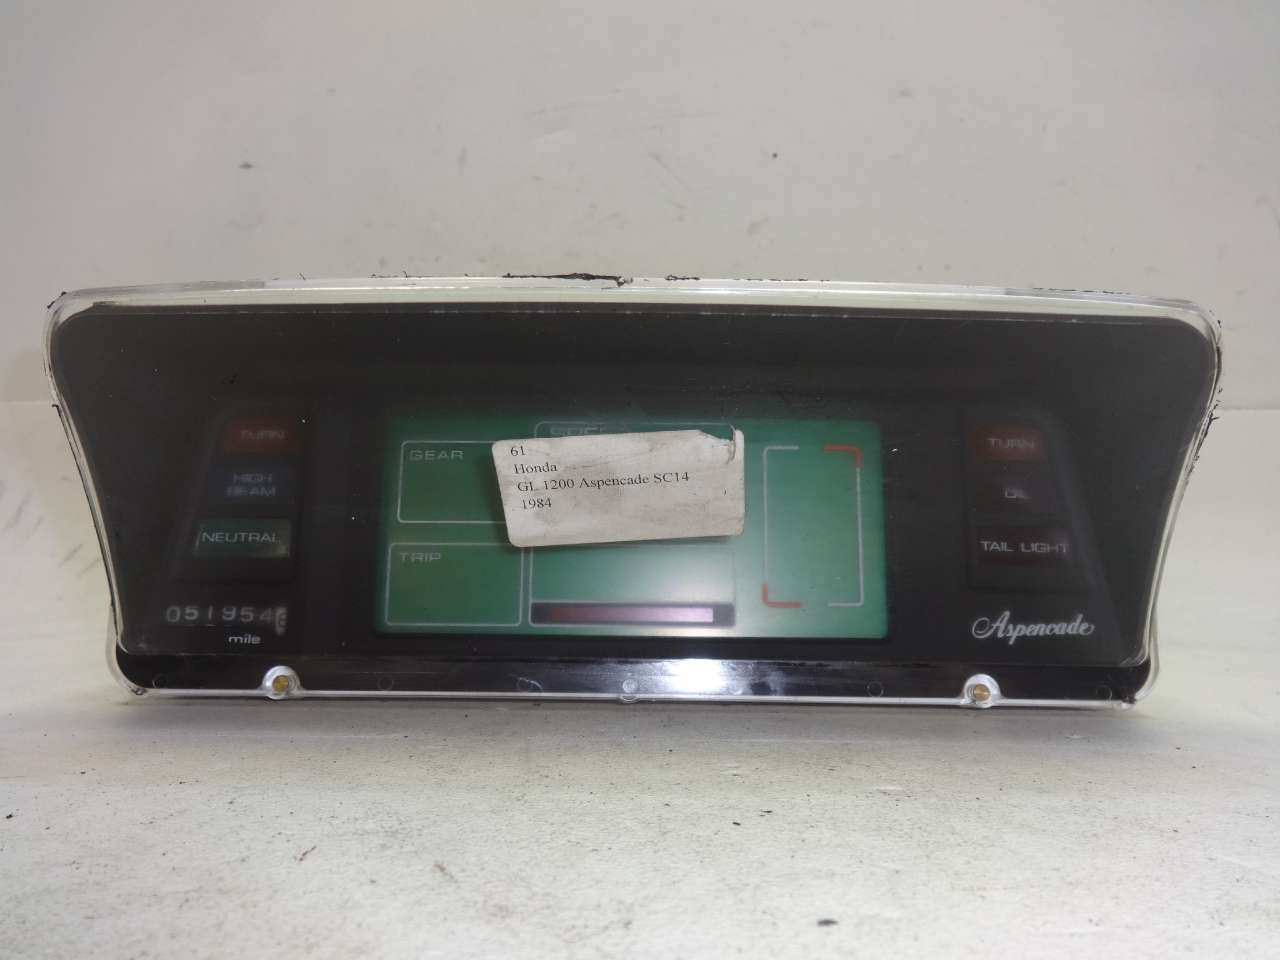 TURN
HIGH
BEAM
NEUTRAL
051954
mile
GEAR
TRIP
61
Honda
GL 1200 Aspencade SC14
1984
TURN
OIL
TAIL LIGHT
Aspencade